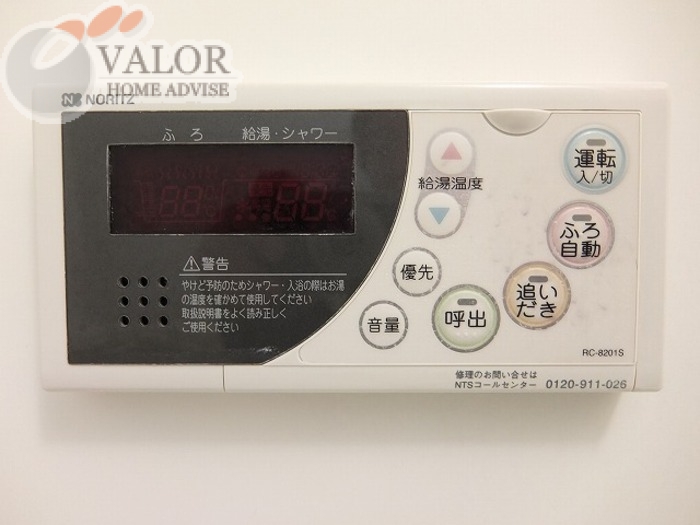 VALOR
HOME ADVISE
NORITZ
ふろ 給湯・シャワー
給湯温度
運転
入/切
ふろ
自動
優先
追い
だき
呼出
音量
警告
やけど予防のためシャワー・入浴の際はお湯
の温度を確かめて使用してください
取扱説明書をよく読み正しく
ご使用ください
RC-8201S
修理のお問い合せは
NTSコールセンター 0120-911-026